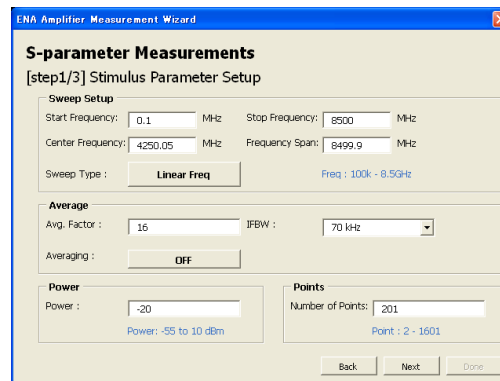 ENA Amplifier Measurement Wizard
S-parameter Measurements
[step1/3] Stimulus Parameter Setup
Sweep Setup
Start Frequency: 0.1 MHz Stop Frequency: 8500 MHz
Center Frequency: 4250.05 MHz Frequency Span: 8499.9 MHz
Sweep Type : Linear Freq Freq : 100k - 8.5GHz
Average
Avg. Factor : 16 IFBW : 70 kHz
Averaging : OFF
Power Points
Power : -20 Number of Points: 201
Power: -55 to 10 dBm Point : 2 - 1601
Back Next Done